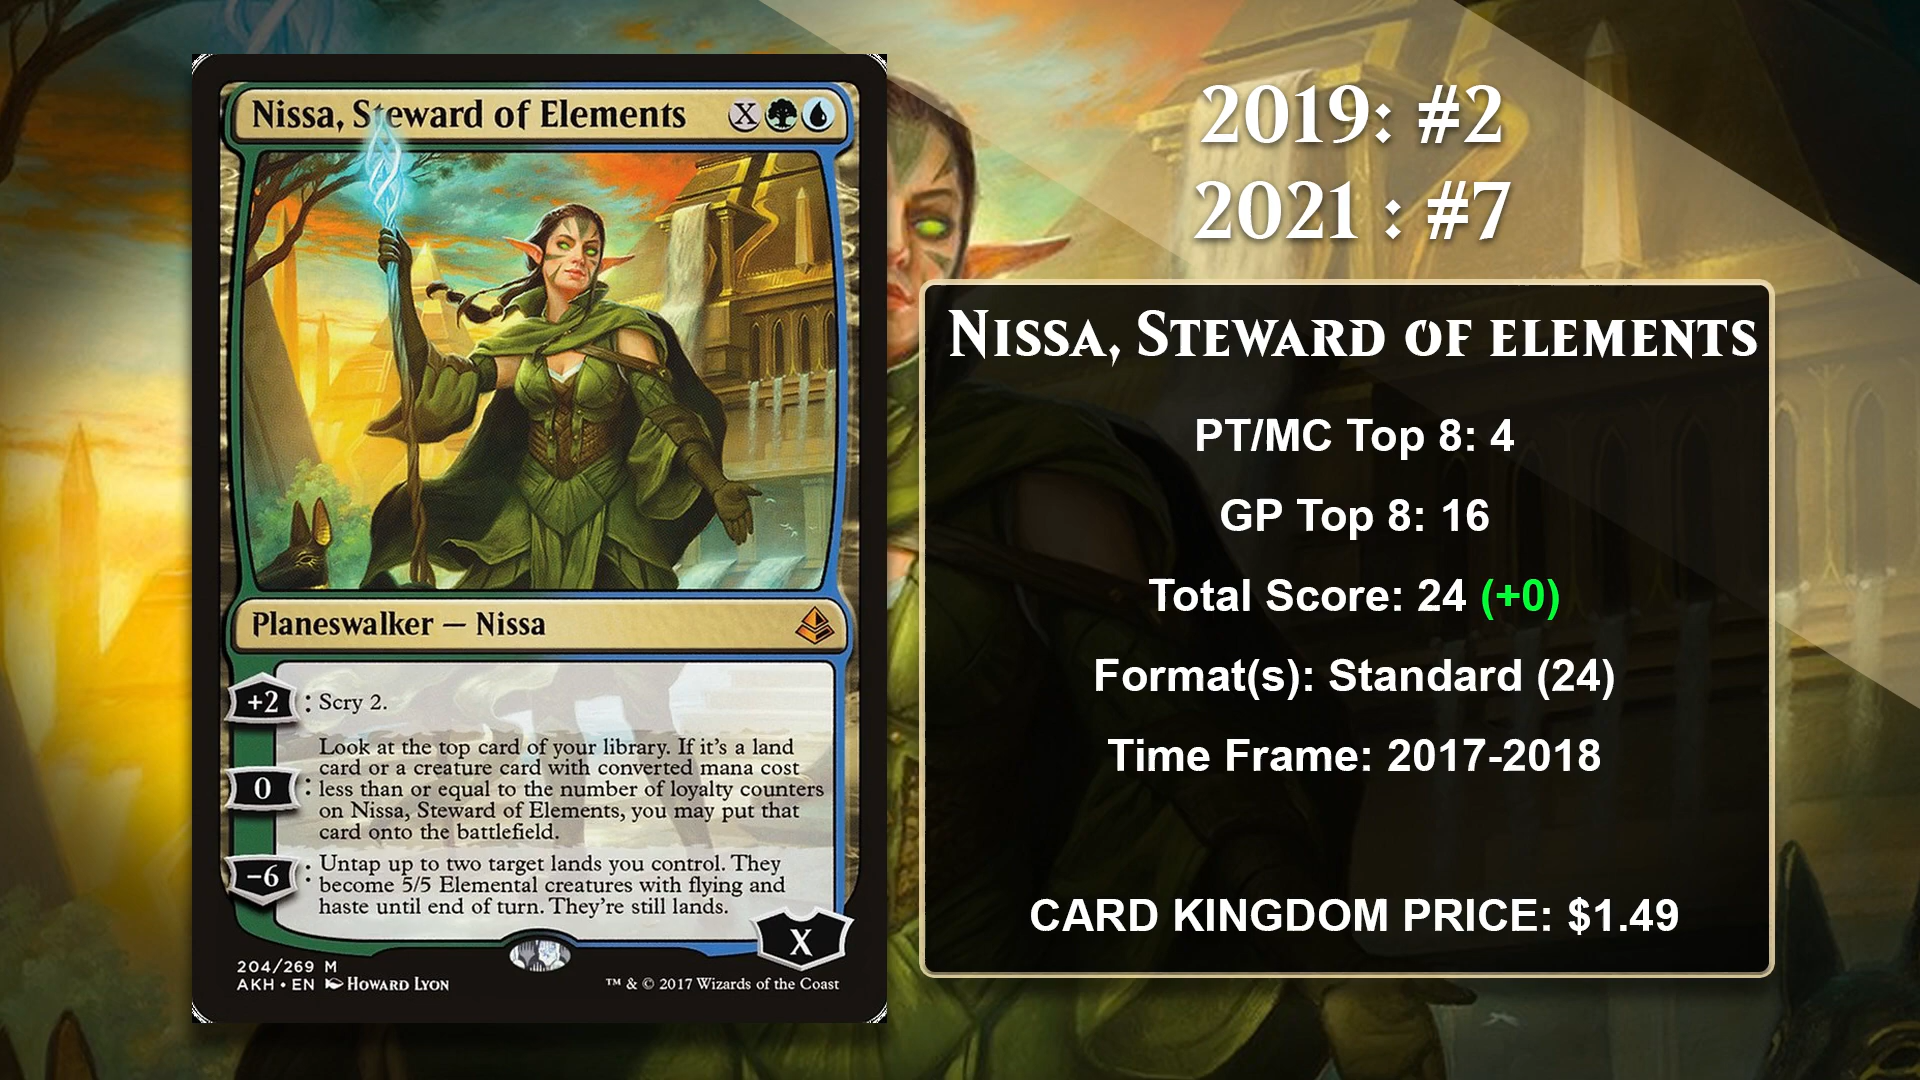 Nissa, Steward of Elements X
Planeswalker — Nissa
+2 : Scry 2.
Look at the top card of your library. If it's a land
card or a creature card with converted mana cost
0 : less than or equal to the number of loyalty counters
on Nissa, Steward of Elements, you may put that
card onto the battlefield.
−6 : Untap up to two target lands you control. They
become 5/5 Elemental creatures with flying and
haste until end of turn. They're still lands.
X
204/269 M
AKH • EN Howard Lyon
™ & © 2017 Wizards of the Coast
2019: #2
2021 : #7
Nissa, Steward of elements
PT/MC Top 8: 4
GP Top 8: 16
Total Score: 24 (+0)
Format(s): Standard (24)
Time Frame: 2017-2018
CARD KINGDOM PRICE: $1.49